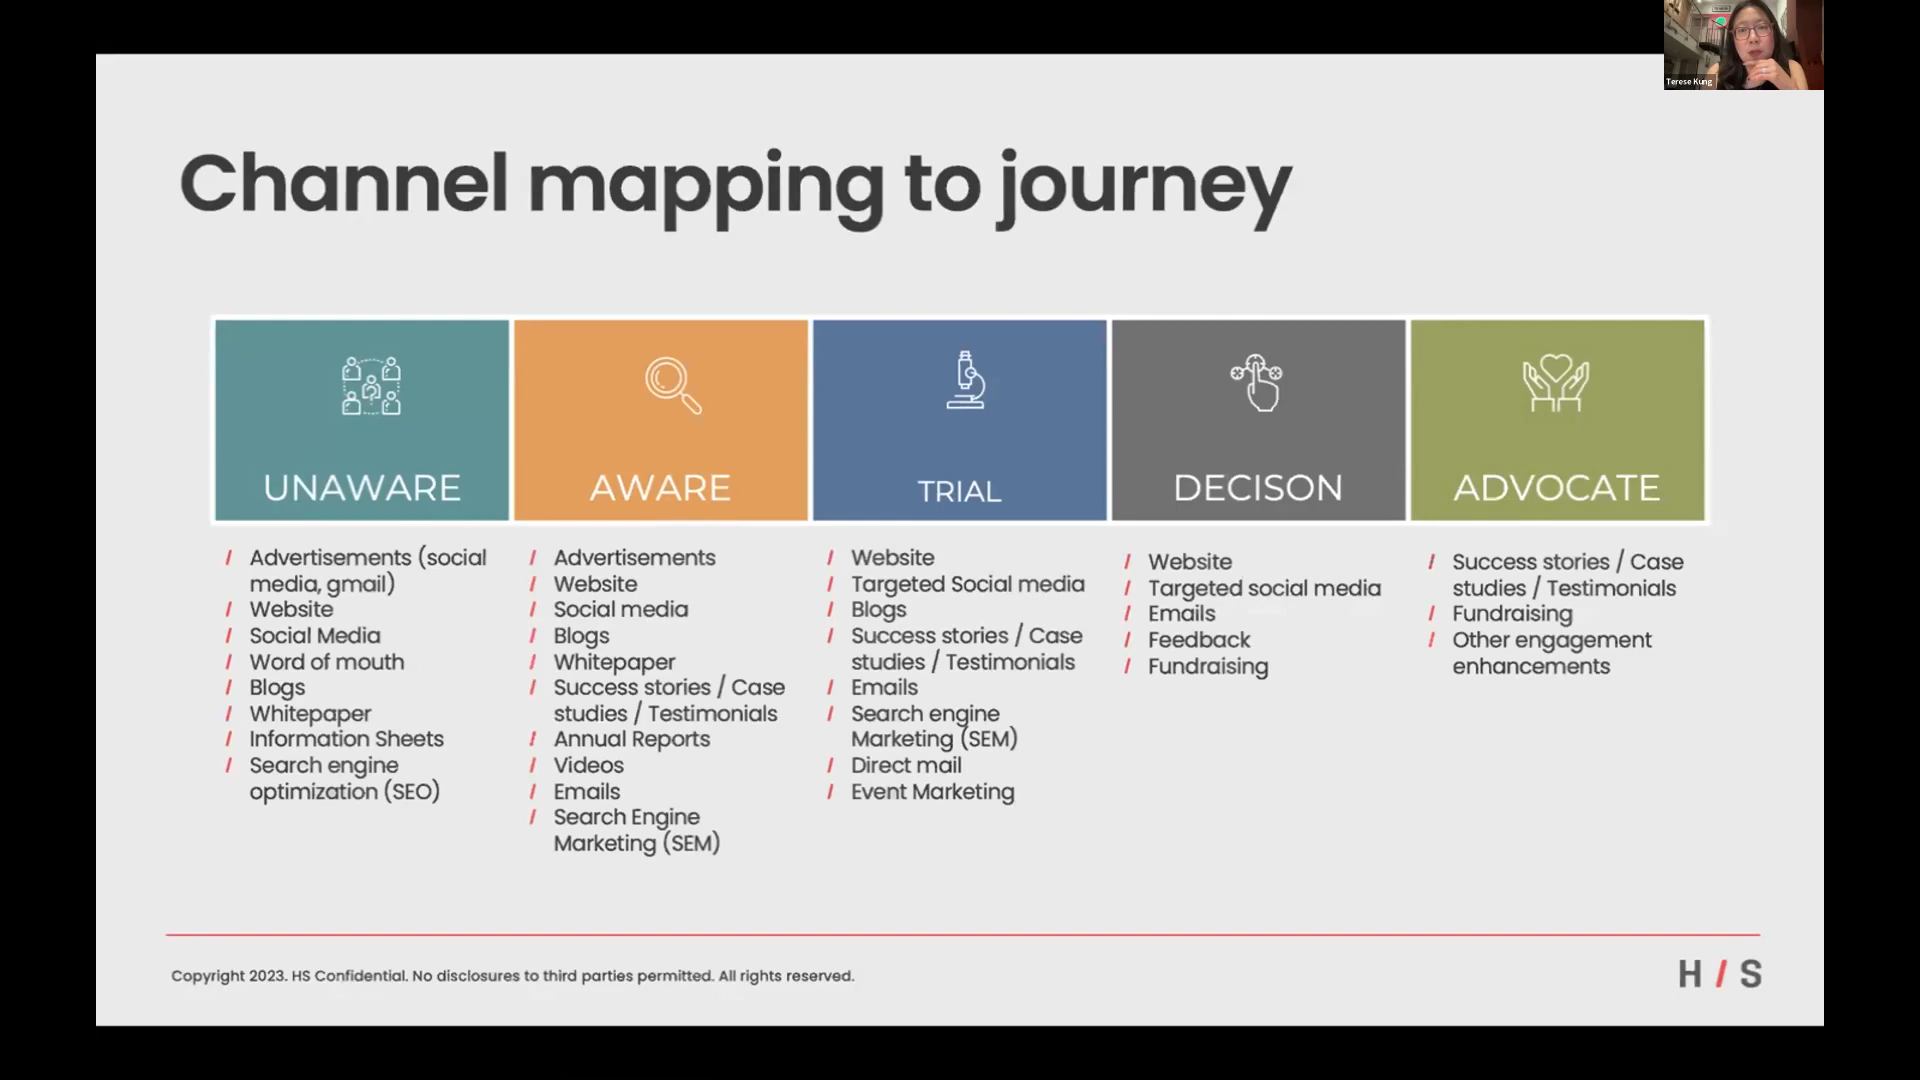 Terese Kung
Channel mapping to journey
UNAWARE
/ Advertisements (social
media, gmail)
/ Website
/ Social Media
/ Word of mouth
/ Blogs
/ Whitepaper
/ Information Sheets
/ Search engine
optimization (SEO)
AWARE
/ Advertisements
/ Website
/ Social media
/ Blogs
/ Whitepaper
/ Success stories / Case
studies / Testimonials
/ Annual Reports
/ Videos
/ Emails
/ Search Engine
Marketing (SEM)
TRIAL
/ Website
/ Targeted Social media
/ Blogs
/ Success stories / Case
studies / Testimonials
/ Emails
/ Search engine
Marketing (SEM)
/ Direct mail
/ Event Marketing
DECISON
/ Website
/ Targeted social media
/ Emails
/ Feedback
/ Fundraising
ADVOCATE
/ Success stories / Case
studies / Testimonials
/ Fundraising
/ Other engagement
enhancements
Copyright 2023. HS Confidential. No disclosures to third parties permitted. All rights reserved.
H / S